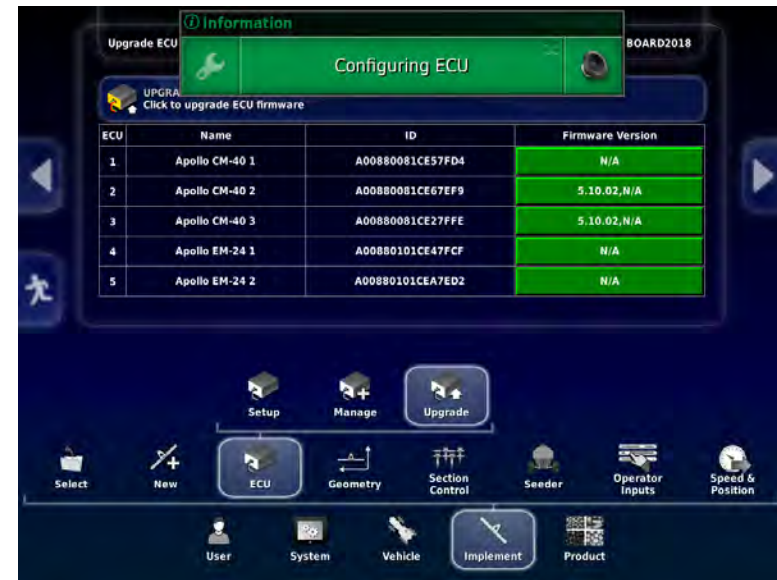 Information
Configuring ECU
Upgrade ECU
BOARD2018
UPGRA
Click to upgrade ECU firmware
ECU Name ID Firmware Version
1 Apollo CM-40 1 A00880081CE57FD4 N/A
2 Apollo CM-40 2 A00880081CE67EF9 5.10.02,N/A
3 Apollo CM-40 3 A00880081CE27FFE 5.10.02,N/A
4 Apollo EM-24 1 A00880101CE47FCF N/A
5 Apollo EM-24 2 A00880101CEA7ED2 N/A
Setup Manage Upgrade
Select New ECU Geometry Section Control Seeder Operator Inputs Speed & Position
User System Vehicle Implement Product